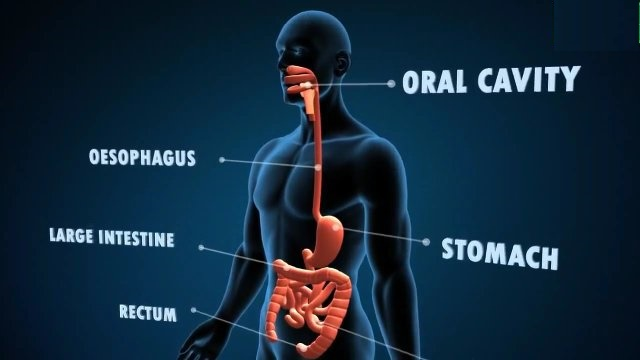 ORAL CAVITY
OESOPHAGUS
LARGE INTESTINE
STOMACH
RECTUM